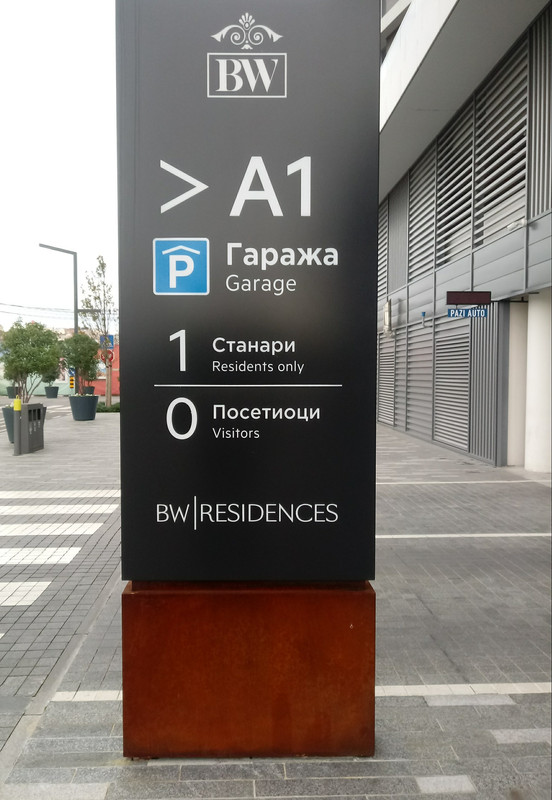 BW
> A1
P
Гаража
Garage
1 Станари
Residents only
0 Посетиоци
Visitors
BW|RESIDENCES
PAZI AUTO